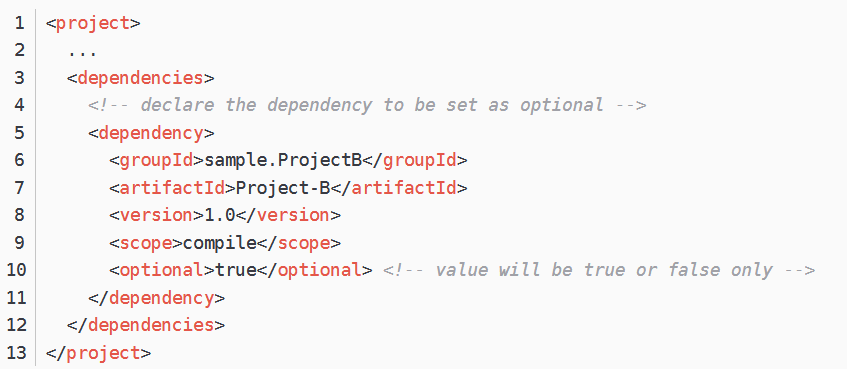 1 <project>
2   ...
3   <dependencies>
4     <!-- declare the dependency to be set as optional -->
5     <dependency>
6       <groupId>sample.ProjectB</groupId>
7       <artifactId>Project-B</artifactId>
8       <version>1.0</version>
9       <scope>compile</scope>
10       <optional>true</optional> <!-- value will be true or false only -->
11     </dependency>
12   </dependencies>
13 </project>